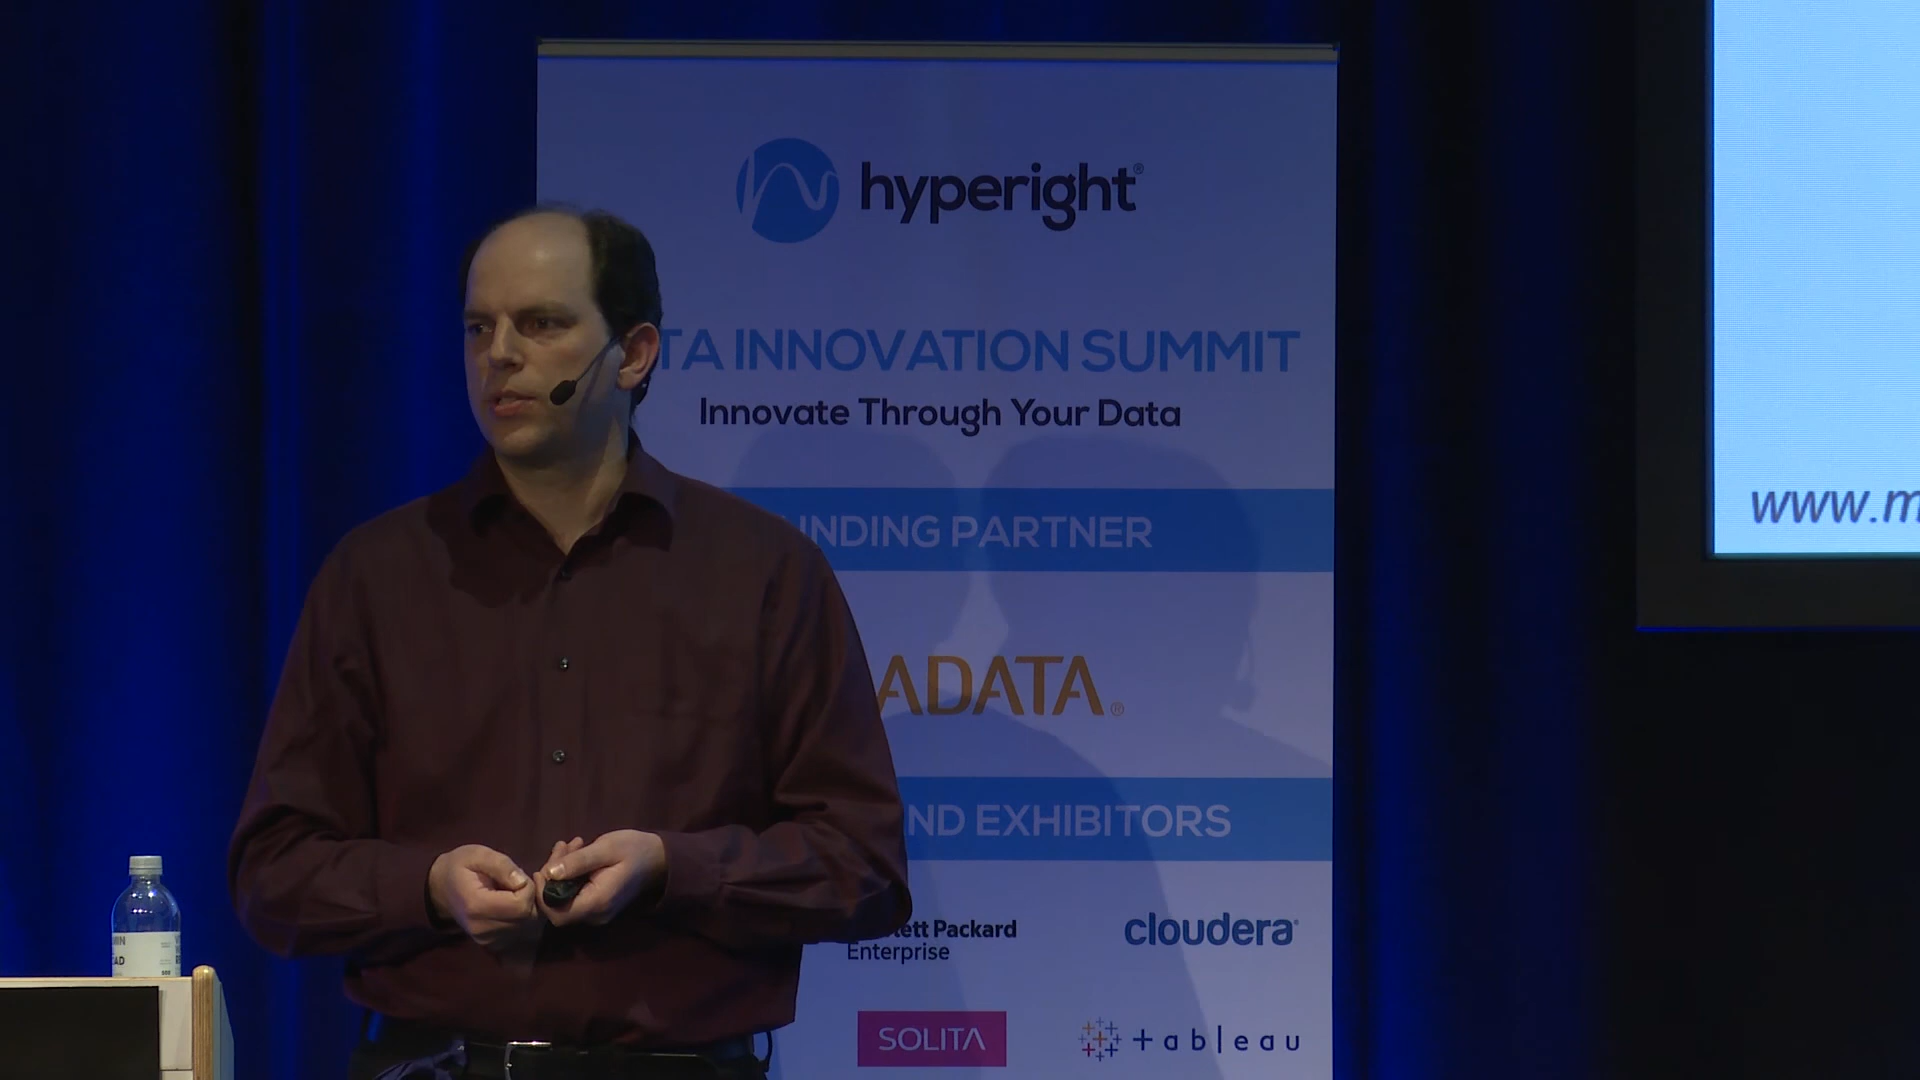 hyperight®
TA INNOVATION SUMMIT
Innovate Through Your Data
NDING PARTNER
ADATA®
ND EXHIBITORS
ett Packard
Enterprise
cloudera
SOLITA
+ableau
www.m